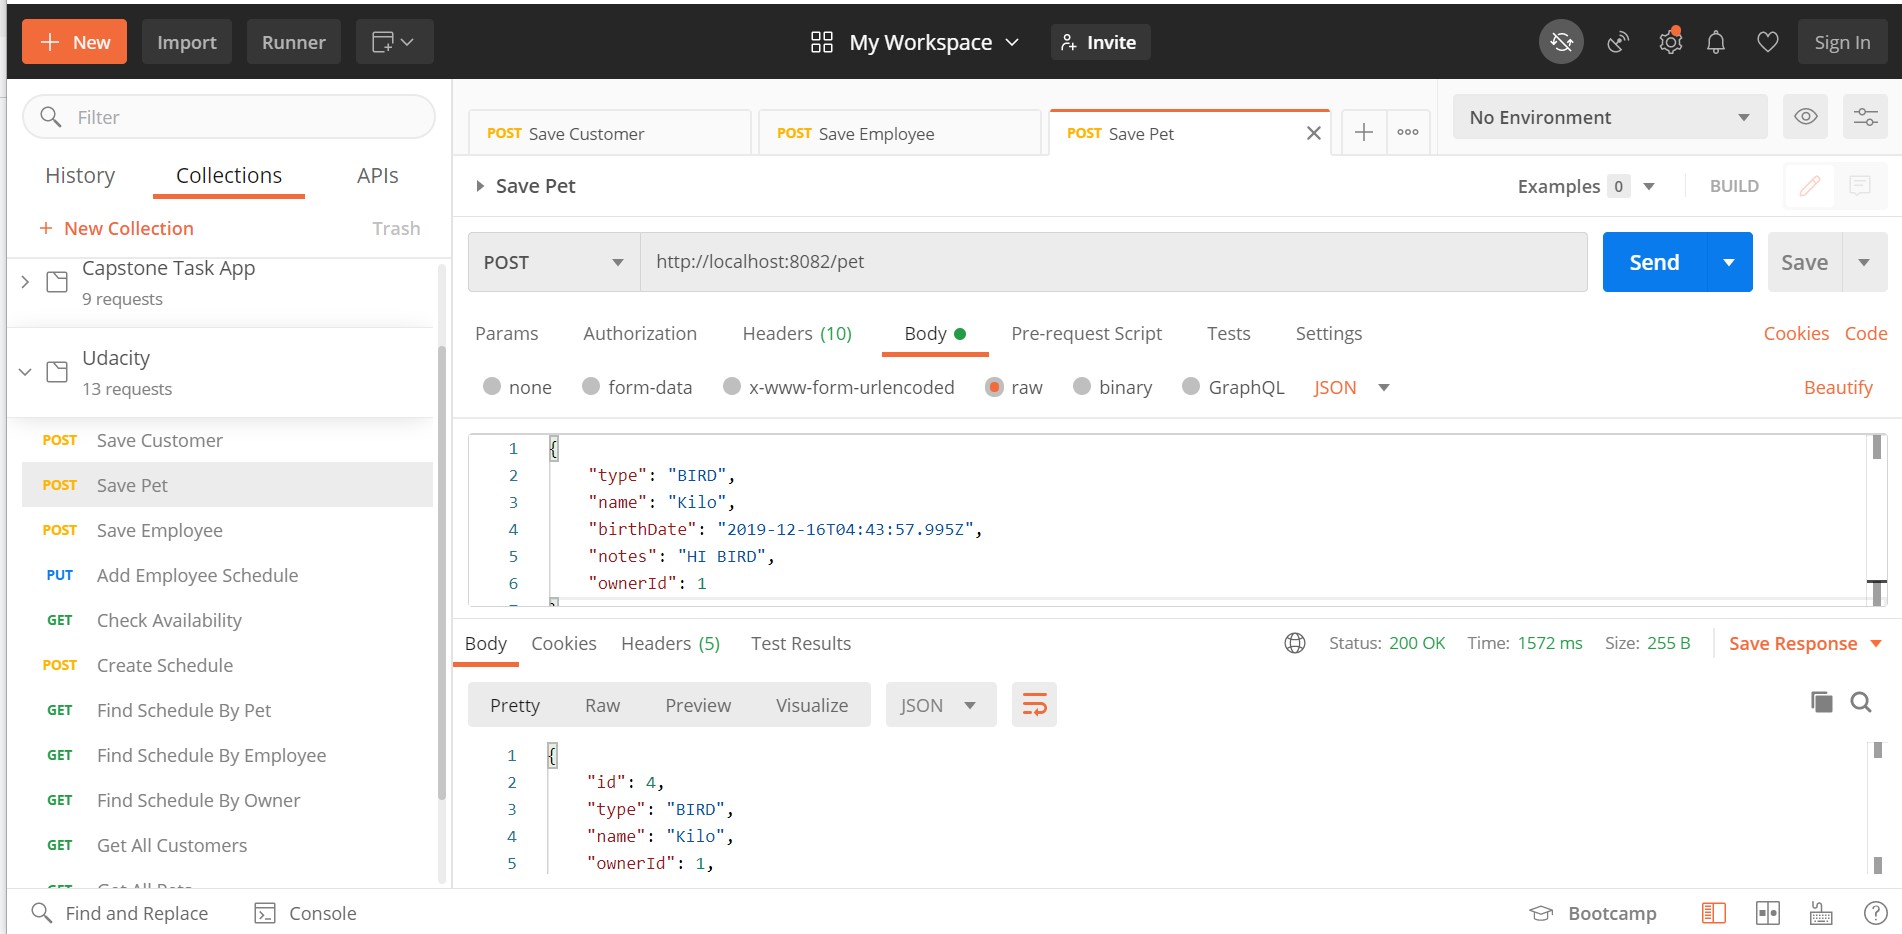 New Import Runner My Workspace Invite Sign In
Filter
History Collections APIs
+ New Collection Trash
Capstone Task App
9 requests
Udacity
13 requests
POST Save Customer
POST Save Pet
POST Save Employee
PUT Add Employee Schedule
GET Check Availability
POST Create Schedule
GET Find Schedule By Pet
GET Find Schedule By Employee
GET Find Schedule By Owner
GET Get All Customers
GET Get All Pets
POST Save Customer POST Save Employee POST Save Pet No Environment
Save Pet Examples 0 BUILD
POST http://localhost:8082/pet Send Save
Params Authorization Headers (10) Body Pre-request Script Tests Settings Cookies Code
none form-data x-www-form-urlencoded raw binary GraphQL JSON Beautify
1 {
2 "type": "BIRD",
3 "name": "Kilo",
4 "birthDate": "2019-12-16T04:43:57.995Z",
5 "notes": "HI BIRD",
6 "ownerId": 1
Body Cookies Headers (5) Test Results Status: 200 OK Time: 1572 ms Size: 255 B Save Response
Pretty Raw Preview Visualize JSON
1 {
2 "id": 4,
3 "type": "BIRD",
4 "name": "Kilo",
5 "ownerId": 1,
Find and Replace Console Bootcamp